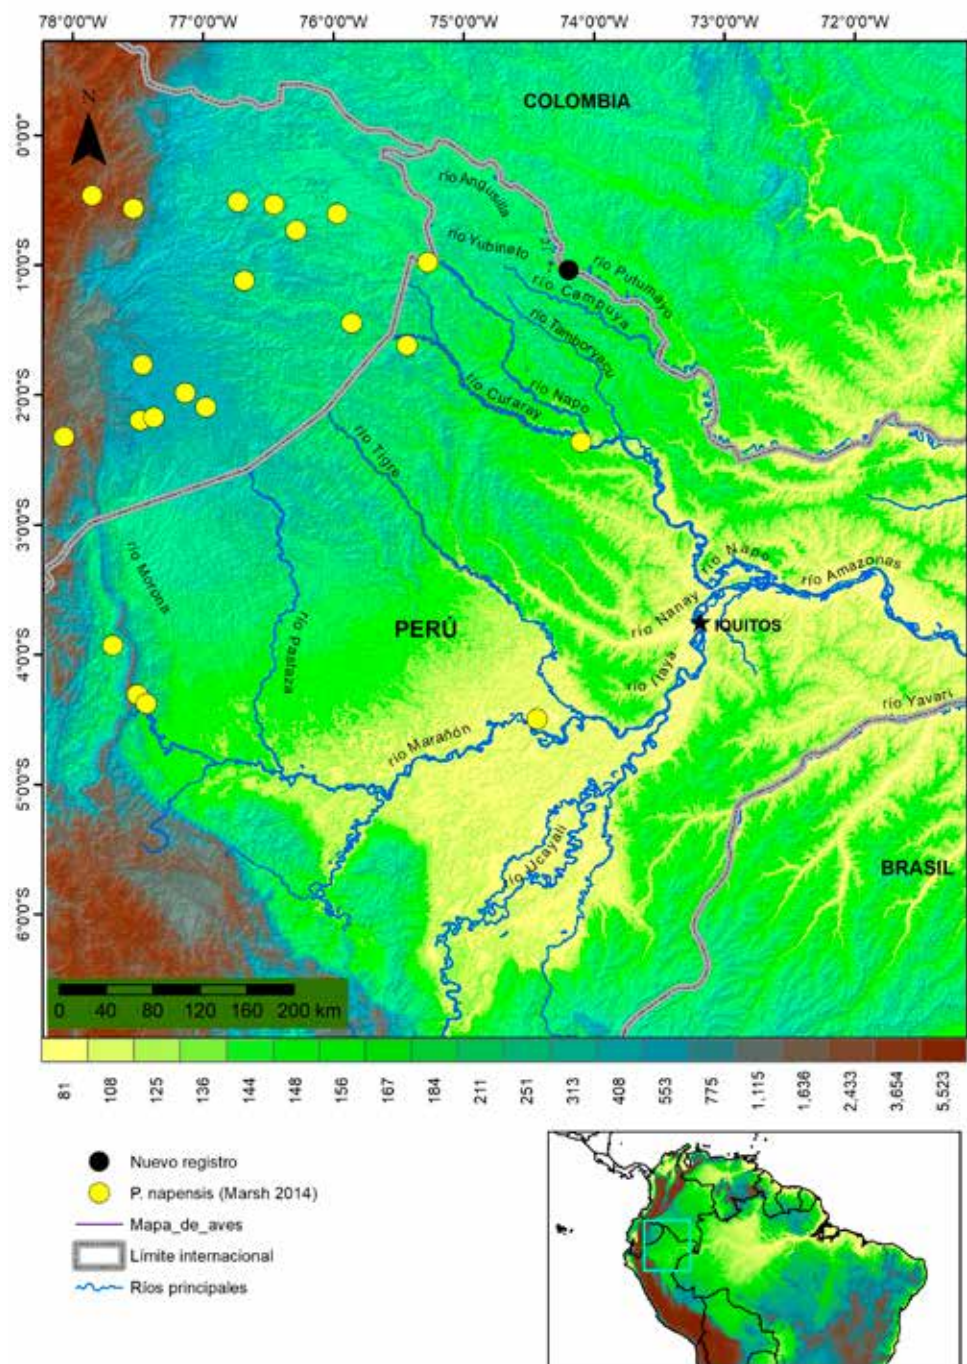 78°0'0"W 77°0'0"W 76°0'0"W 75°0'0"W 74°0'0"W 73°0'0"W 72°0'0"W
N
COLOMBIA
0°0'0"
río Angusilla
río Yubineto
río Putumayo
1°0'0"S
río Campuya
río Tamboryacu
2°0'0"S
río Napo
río Curaray
río Tigre
3°0'0"S
río Morona
río Napo
río Amazonas
río Nanay
PERÚ
IQUITOS
río Pastaza
4°0'0"S
río Itaya
río Yavari
río Marañón
5°0'0"S
río Ucayali
BRASIL
6°0'0"S
0 40 80 120 160 200 km
81 108 125 136 144 148 156 167 184 211 251 313 408 553 775 1,115 1,636 2,433 3,654 5,523
Nuevo registro
P. napensis (Marsh 2014)
Mapa_de_aves
Límite internacional
Ríos principales